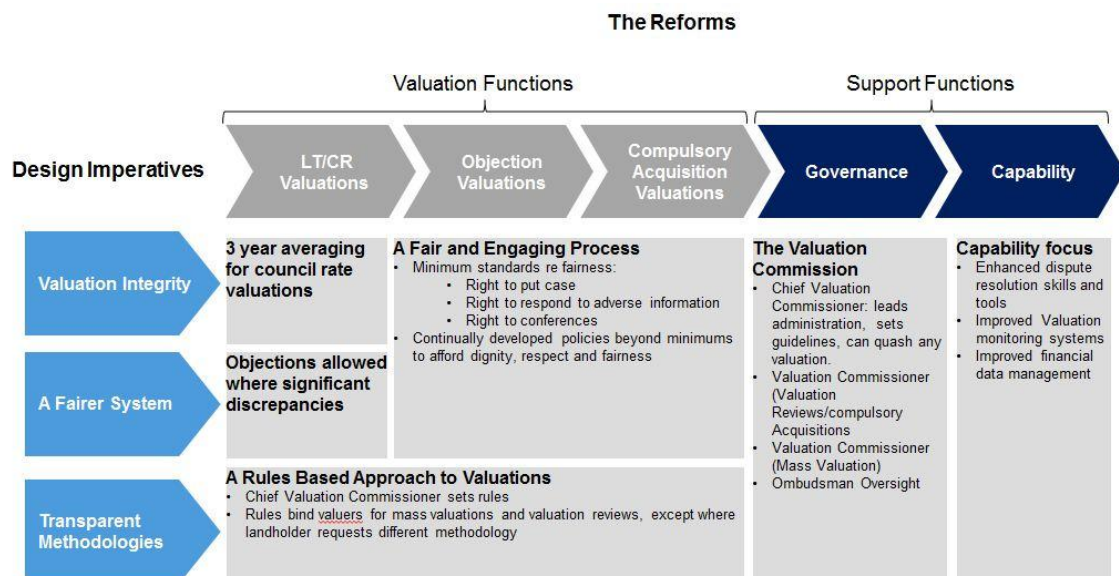 The Reforms
Valuation Functions
Support Functions
Design Imperatives
LT/CR
Valuations
Objection
Valuations
Compulsory
Acquisition
Valuations
Governance
Capability
Valuation Integrity
3 year averaging
for council rate
valuations
A Fair and Engaging Process
• Minimum standards re fairness:
• Right to put case
• Right to respond to adverse information
• Right to conferences
• Continually developed policies beyond minimums
to afford dignity, respect and fairness
The Valuation
Commission
• Chief Valuation
Commissioner: leads
administration, sets
guidelines, can quash any
valuation.
• Valuation Commissioner
(Valuation
Reviews/compulsory
Acquisitions
• Valuation Commissioner
(Mass Valuation)
• Ombudsman Oversight
Capability focus
• Enhanced dispute
resolution skills and
tools
• Improved Valuation
monitoring systems
• Improved financial
data management
A Fairer System
Objections allowed
where significant
discrepancies
Transparent
Methodologies
A Rules Based Approach to Valuations
• Chief Valuation Commissioner sets rules
• Rules bind valuers for mass valuations and valuation reviews, except where
landholder requests different methodology